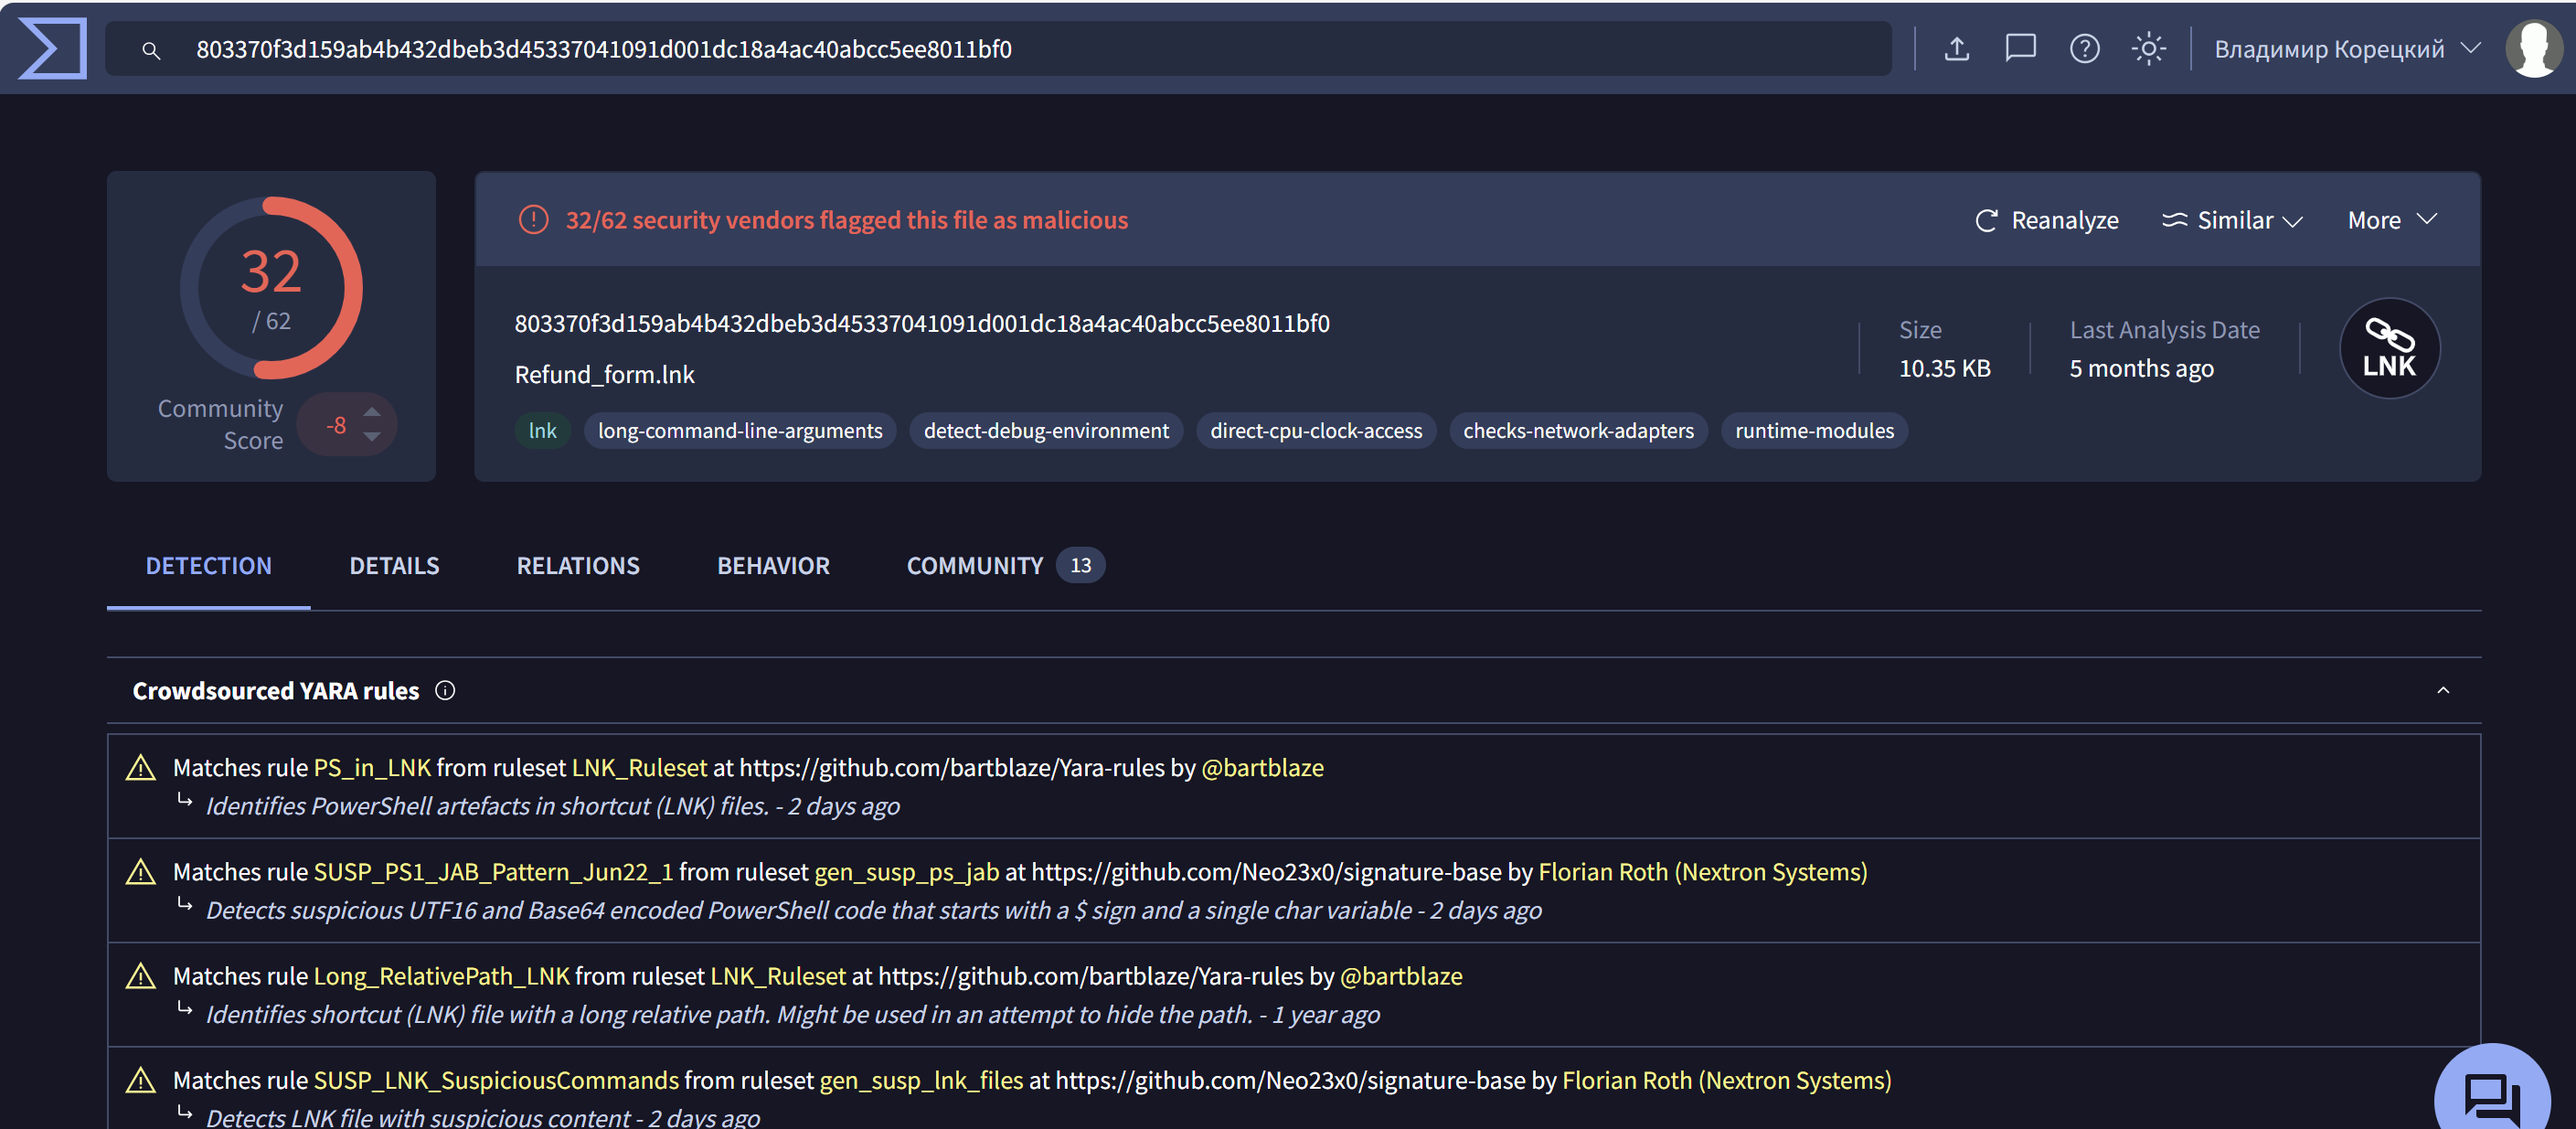 803370f3d159ab4b432dbeb3d45337041091d001dc18a4ac40abcc5ee8011bf0
Владимир Корецкий
32
/ 62
Community
Score
-8
32/62 security vendors flagged this file as malicious
Reanalyze
Similar
More
803370f3d159ab4b432dbeb3d45337041091d001dc18a4ac40abcc5ee8011bf0
Refund_form.lnk
Size
10.35 KB
Last Analysis Date
5 months ago
LNK
lnk
long-command-line-arguments
detect-debug-environment
direct-cpu-clock-access
checks-network-adapters
runtime-modules
DETECTION
DETAILS
RELATIONS
BEHAVIOR
COMMUNITY 13
Crowdsourced YARA rules
Matches rule PS_in_LNK from ruleset LNK_Ruleset at https://github.com/bartblaze/Yara-rules by @bartblaze
Identifies PowerShell artefacts in shortcut (LNK) files. - 2 days ago
Matches rule SUSP_PS1_JAB_Pattern_Jun22_1 from ruleset gen_susp_ps_jab at https://github.com/Neo23x0/signature-base by Florian Roth (Nextron Systems)
Detects suspicious UTF16 and Base64 encoded PowerShell code that starts with a $ sign and a single char variable - 2 days ago
Matches rule Long_RelativePath_LNK from ruleset LNK_Ruleset at https://github.com/bartblaze/Yara-rules by @bartblaze
Identifies shortcut (LNK) file with a long relative path. Might be used in an attempt to hide the path. - 1 year ago
Matches rule SUSP_LNK_SuspiciousCommands from ruleset gen_susp_lnk_files at https://github.com/Neo23x0/signature-base by Florian Roth (Nextron Systems)
Detects LNK file with suspicious content - 2 days ago